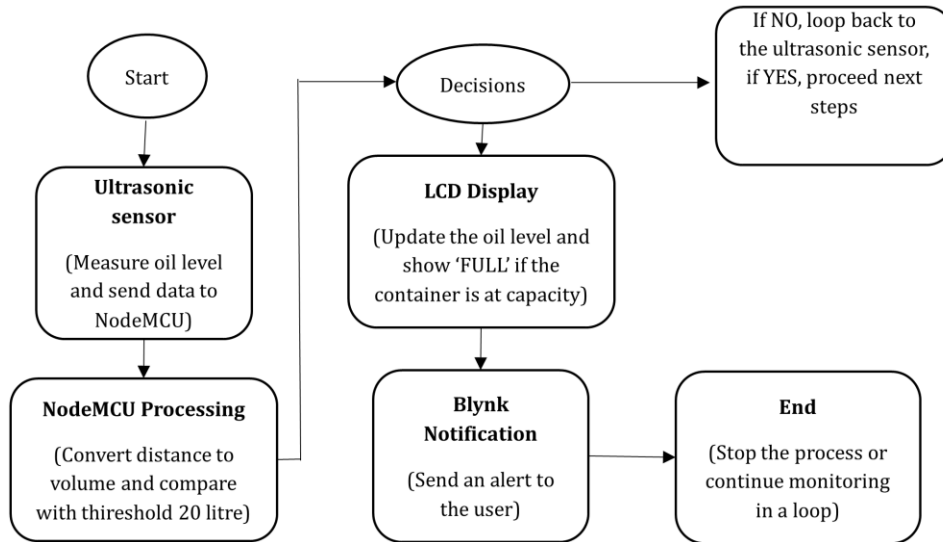 Start
Ultrasonic
sensor
(Measure oil level
and send data to
NodeMCU)
NodeMCU Processing
(Convert distance to
volume and compare
with thireshold 20 litre)
Decisions
If NO, loop back to
the ultrasonic sensor,
if YES, proceed next
steps
LCD Display
(Update the oil level and
show ‘FULL’ if the
container is at capacity)
Blynk
Notification
(Send an alert to
the user)
End
(Stop the process or
continue monitoring
in a loop)